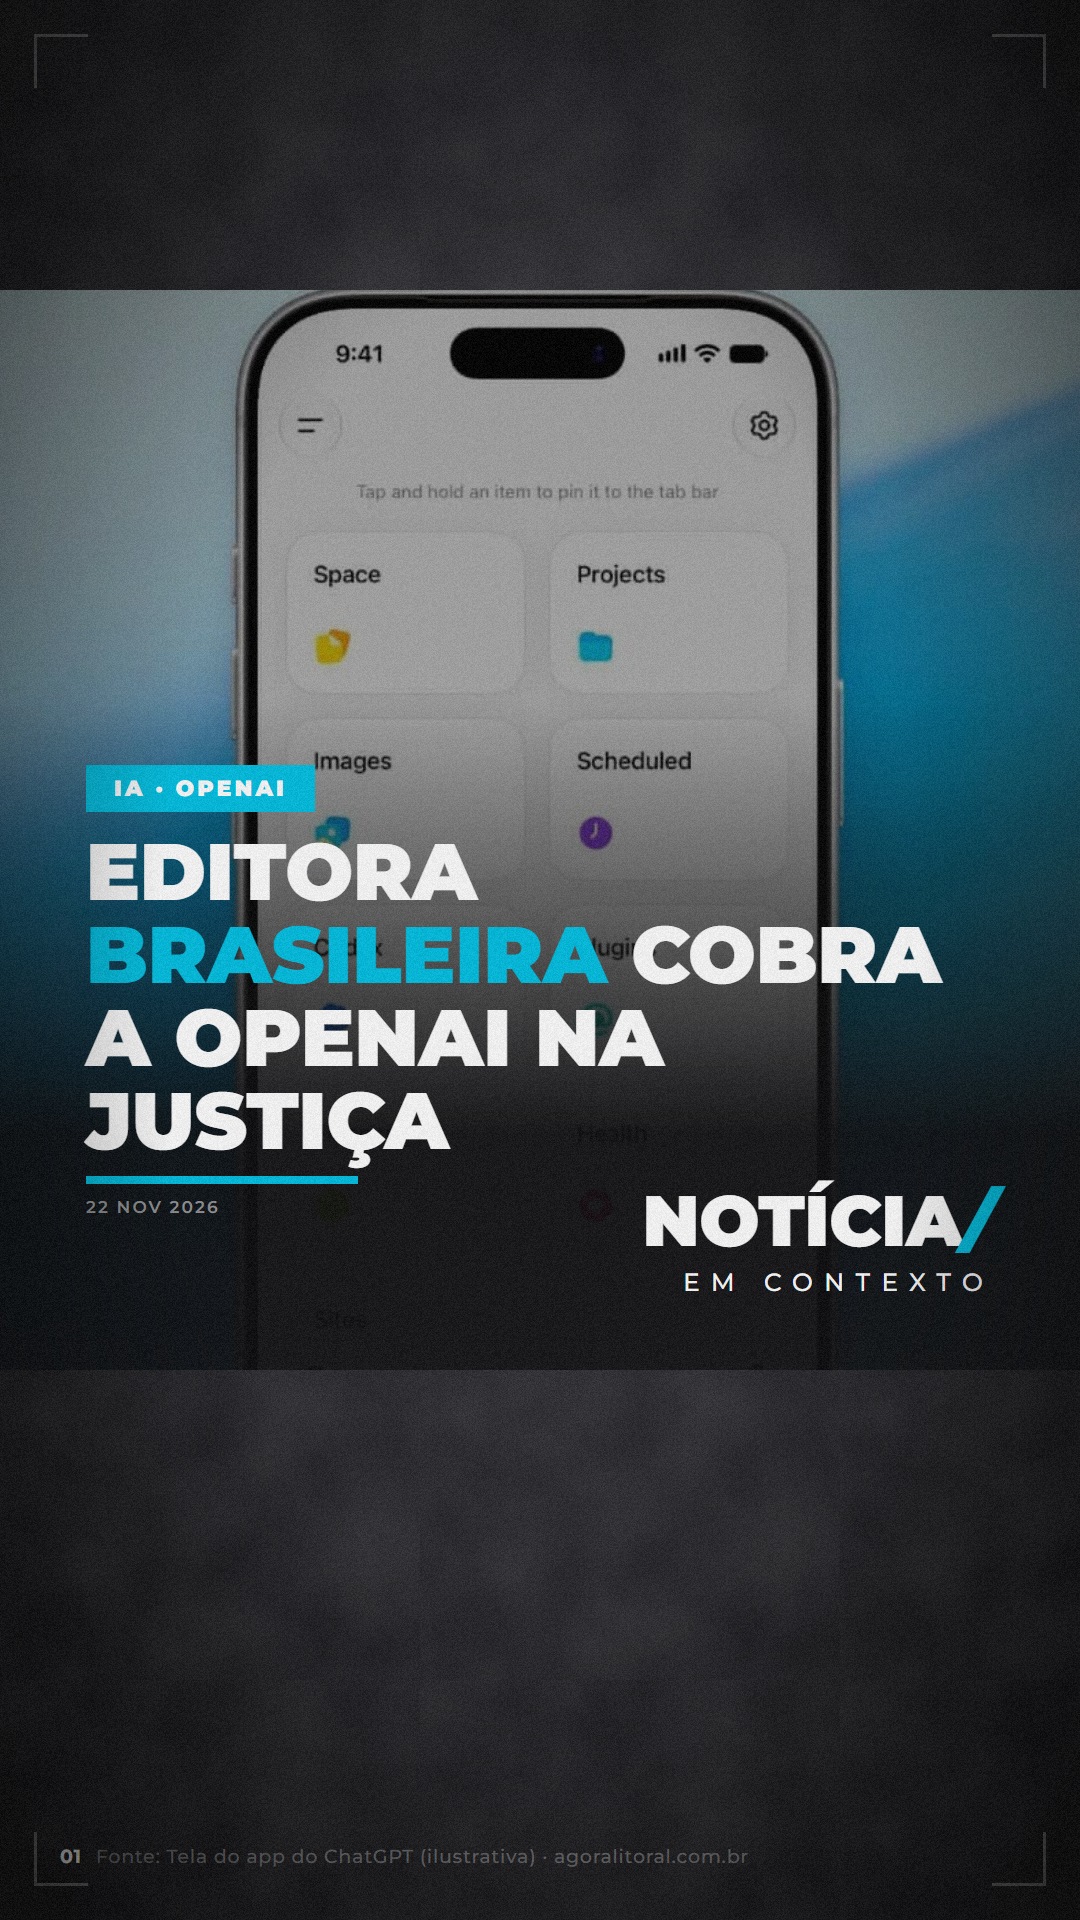 9:41
Tap and hold an item to pin it to the tab bar
Space
Projects
Images
Scheduled
IA • OPENAI
EDITORA
BRASILEIRA COBRA
A OPENAI NA
JUSTIÇA
Health
22 NOV 2026
NOTÍCIA/
EM CONTEXTO
Sites
01 Fonte: Tela do app do ChatGPT (ilustrativa) · agoralitoral.com.br